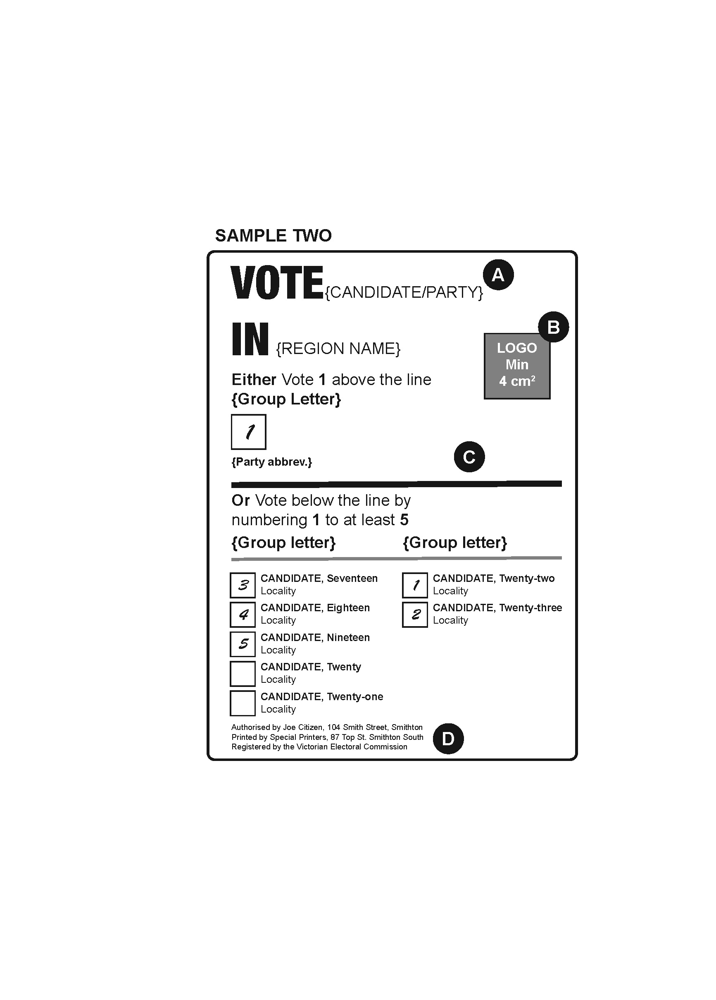 SAMPLE TWO
VOTE {CANDIDATE/PARTY}
A
IN {REGION NAME}
B
LOGO
Min
4 cm²
Either Vote 1 above the line
{Group Letter}
1
{Party abbrev.}
C
Or Vote below the line by
numbering 1 to at least 5
{Group letter} {Group letter}
3 CANDIDATE, Seventeen
Locality
4 CANDIDATE, Eighteen
Locality
5 CANDIDATE, Nineteen
Locality
CANDIDATE, Twenty
Locality
CANDIDATE, Twenty-one
Locality
1 CANDIDATE, Twenty-two
Locality
2 CANDIDATE, Twenty-three
Locality
Authorised by Joe Citizen, 104 Smith Street, Smithton
Printed by Special Printers, 87 Top St. Smithton South
Registered by the Victorian Electoral Commission
D